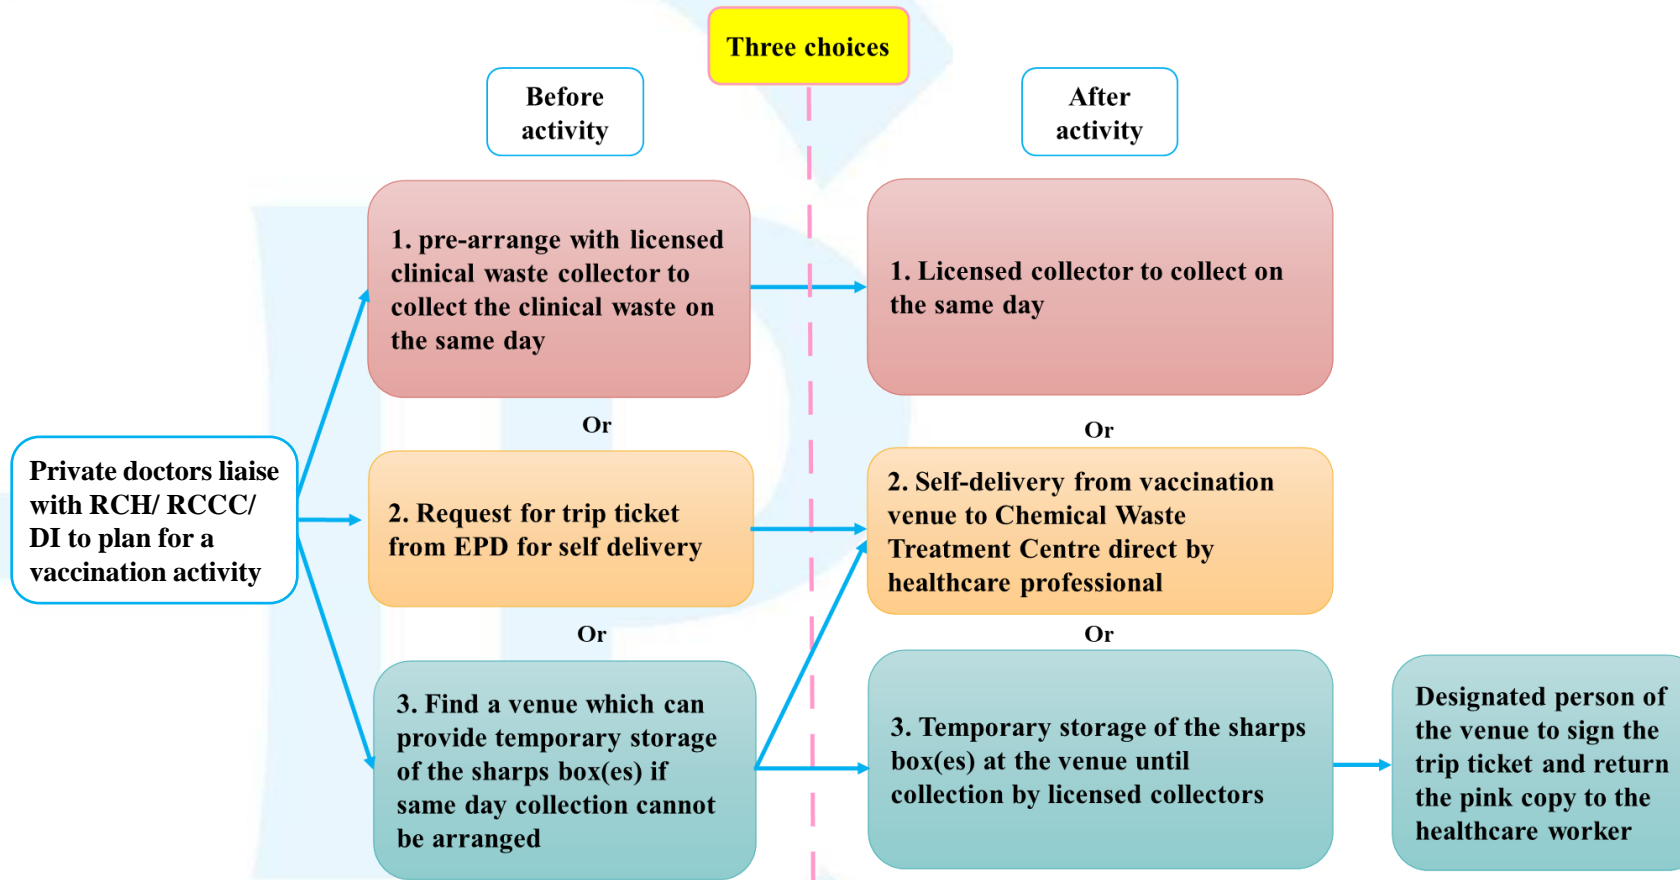 Three choices
Before
activity
After
activity
1. pre-arrange with licensed
clinical waste collector to
collect the clinical waste on
the same day
1. Licensed collector to collect on
the same day
Or
Or
Private doctors liaise
with RCH/ RCCC/
DI to plan for a
vaccination activity
2. Request for trip ticket
from EPD for self delivery
2. Self-delivery from vaccination
venue to Chemical Waste
Treatment Centre direct by
healthcare professional
Or
Or
3. Find a venue which can
provide temporary storage
of the sharps box(es) if
same day collection cannot
be arranged
3. Temporary storage of the sharps
box(es) at the venue until
collection by licensed collectors
Designated person of
the venue to sign the
trip ticket and return
the pink copy to the
healthcare worker